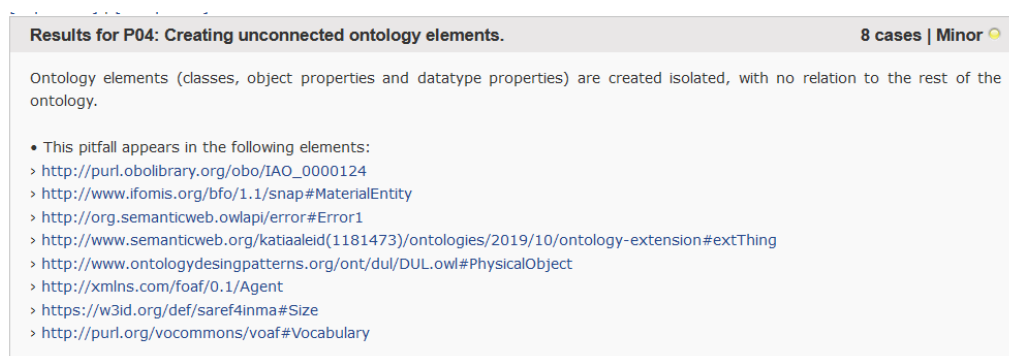 Results for P04: Creating unconnected ontology elements. 8 cases | Minor
Ontology elements (classes, object properties and datatype properties) are created isolated, with no relation to the rest of the
ontology.
• This pitfall appears in the following elements:
› http://purl.obolibrary.org/obo/IAO_0000124
› http://www.ifomis.org/bfo/1.1/snap#MaterialEntity
› http://org.semanticweb.owlapi/error#Error1
› http://www.semanticweb.org/katiaaleid(1181473)/ontologies/2019/10/ontology-extension#extThing
› http://www.ontologydesingpatterns.org/ont/dul/DUL.owl#PhysicalObject
› http://xmlns.com/foaf/0.1/Agent
› https://w3id.org/def/saref4inma#Size
› http://purl.org/vocommons/voaf#Vocabulary